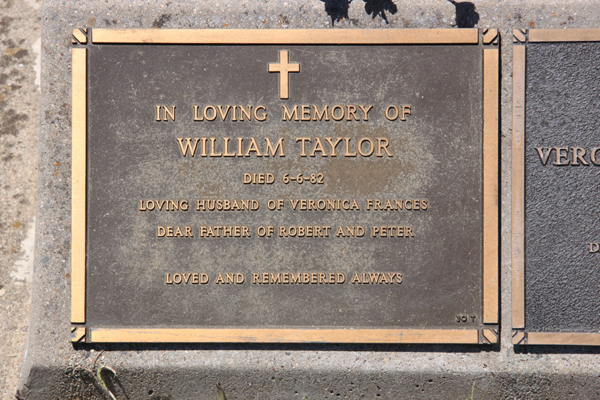 IN LOVING MEMORY OF
WILLIAM TAYLOR
DIED 6-6-82
LOVING HUSBAND OF VERONICA FRANCES
DEAR FATHER OF ROBERT AND PETER
LOVED AND REMEMBERED ALWAYS